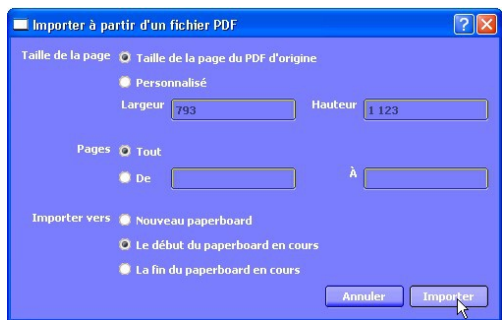 Importer à partir d'un fichier PDF
Taille de la page Taille de la page du PDF d'origine
Personnalisé
Largeur 793 Hauteur 1 123
Pages Tout
De À
Importer vers Nouveau paperboard
Le début du paperboard en cours
La fin du paperboard en cours
Annuler Importer